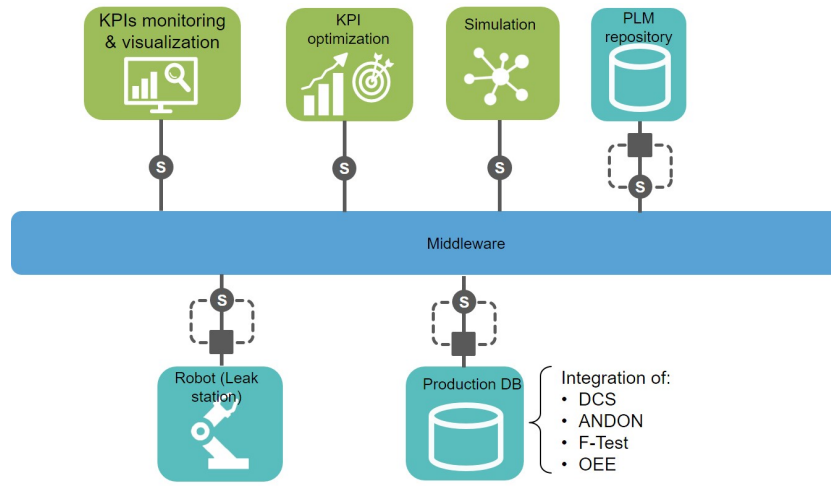 KPIs monitoring
& visualization
KPI
optimization
Simulation
PLM
repository
S
S
S
S
Middleware
S
S
Robot (Leak
station)
Production DB
Integration of:
• DCS
• ANDON
• F-Test
• OEE